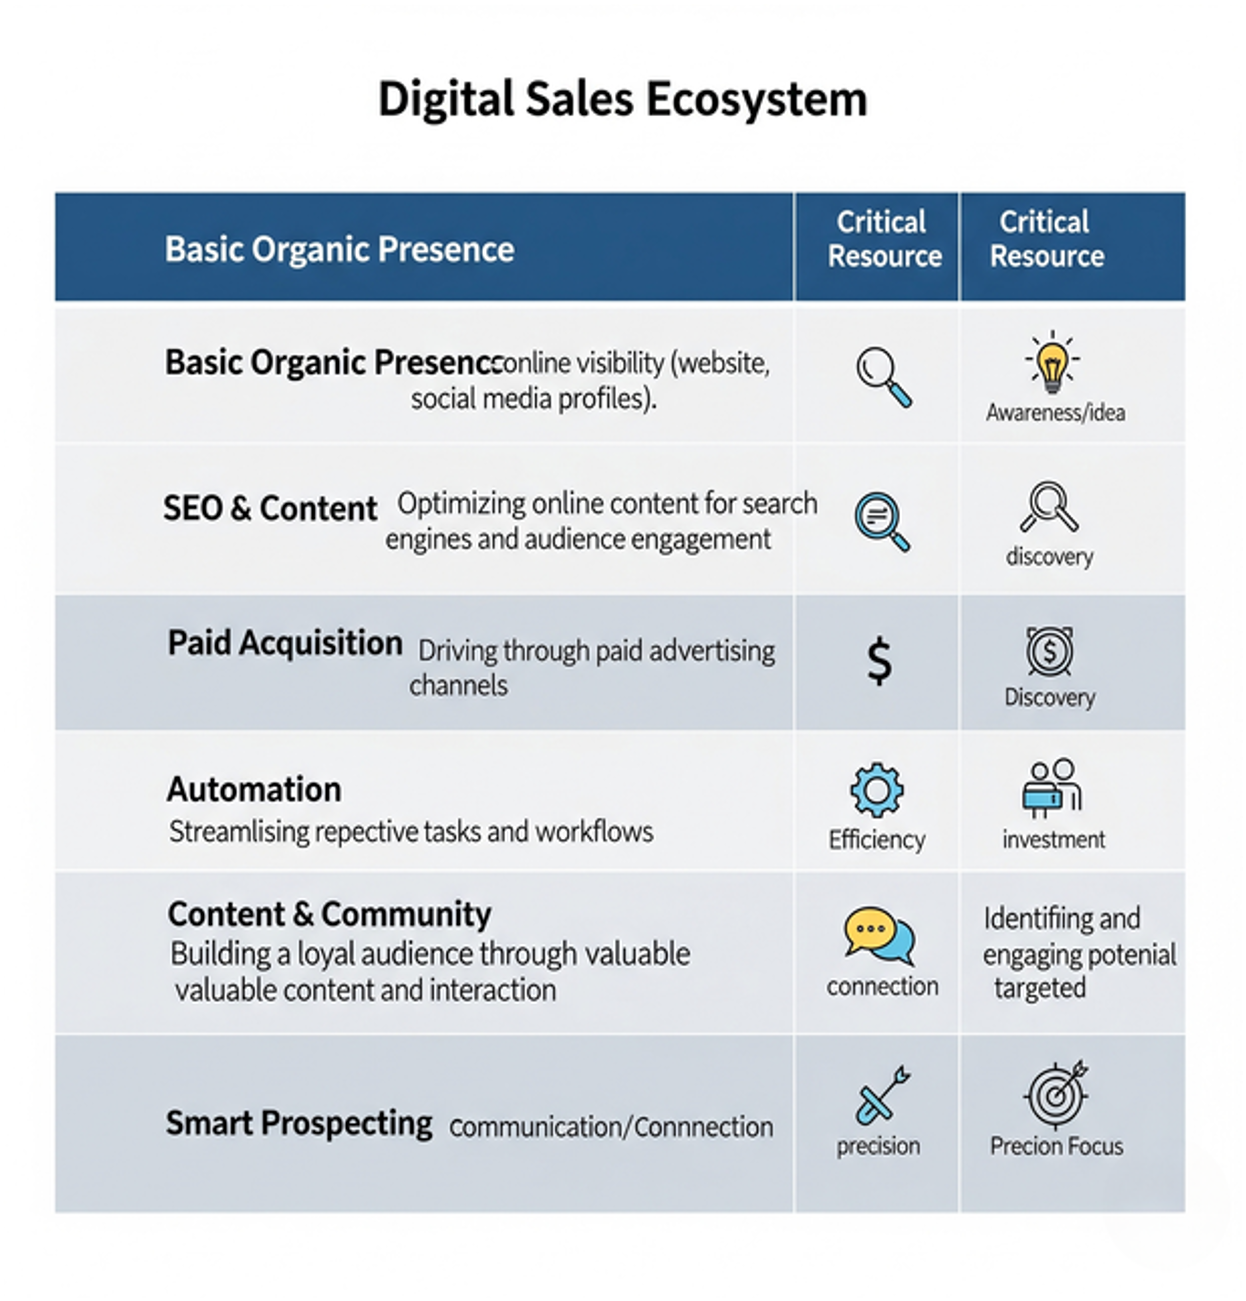 Digital Sales Ecosystem
Basic Organic Presence
Critical
Resource
Critical
Resource
Basic Organic Presence online visibility (website,
social media profiles).
Awareness/idea
SEO & Content Optimizing online content for search
engines and audience engagement
discovery
Paid Acquisition Driving through paid advertising
channels
$
$
Discovery
Automation
Streamlising repective tasks and workflows
Efficiency
investment
Content & Community
Building a loyal audience through valuable
valuable content and interaction
connection
Identifiing and
engaging potenial
targeted
Smart Prospecting Communication/Connnection
precision
Precion Focus